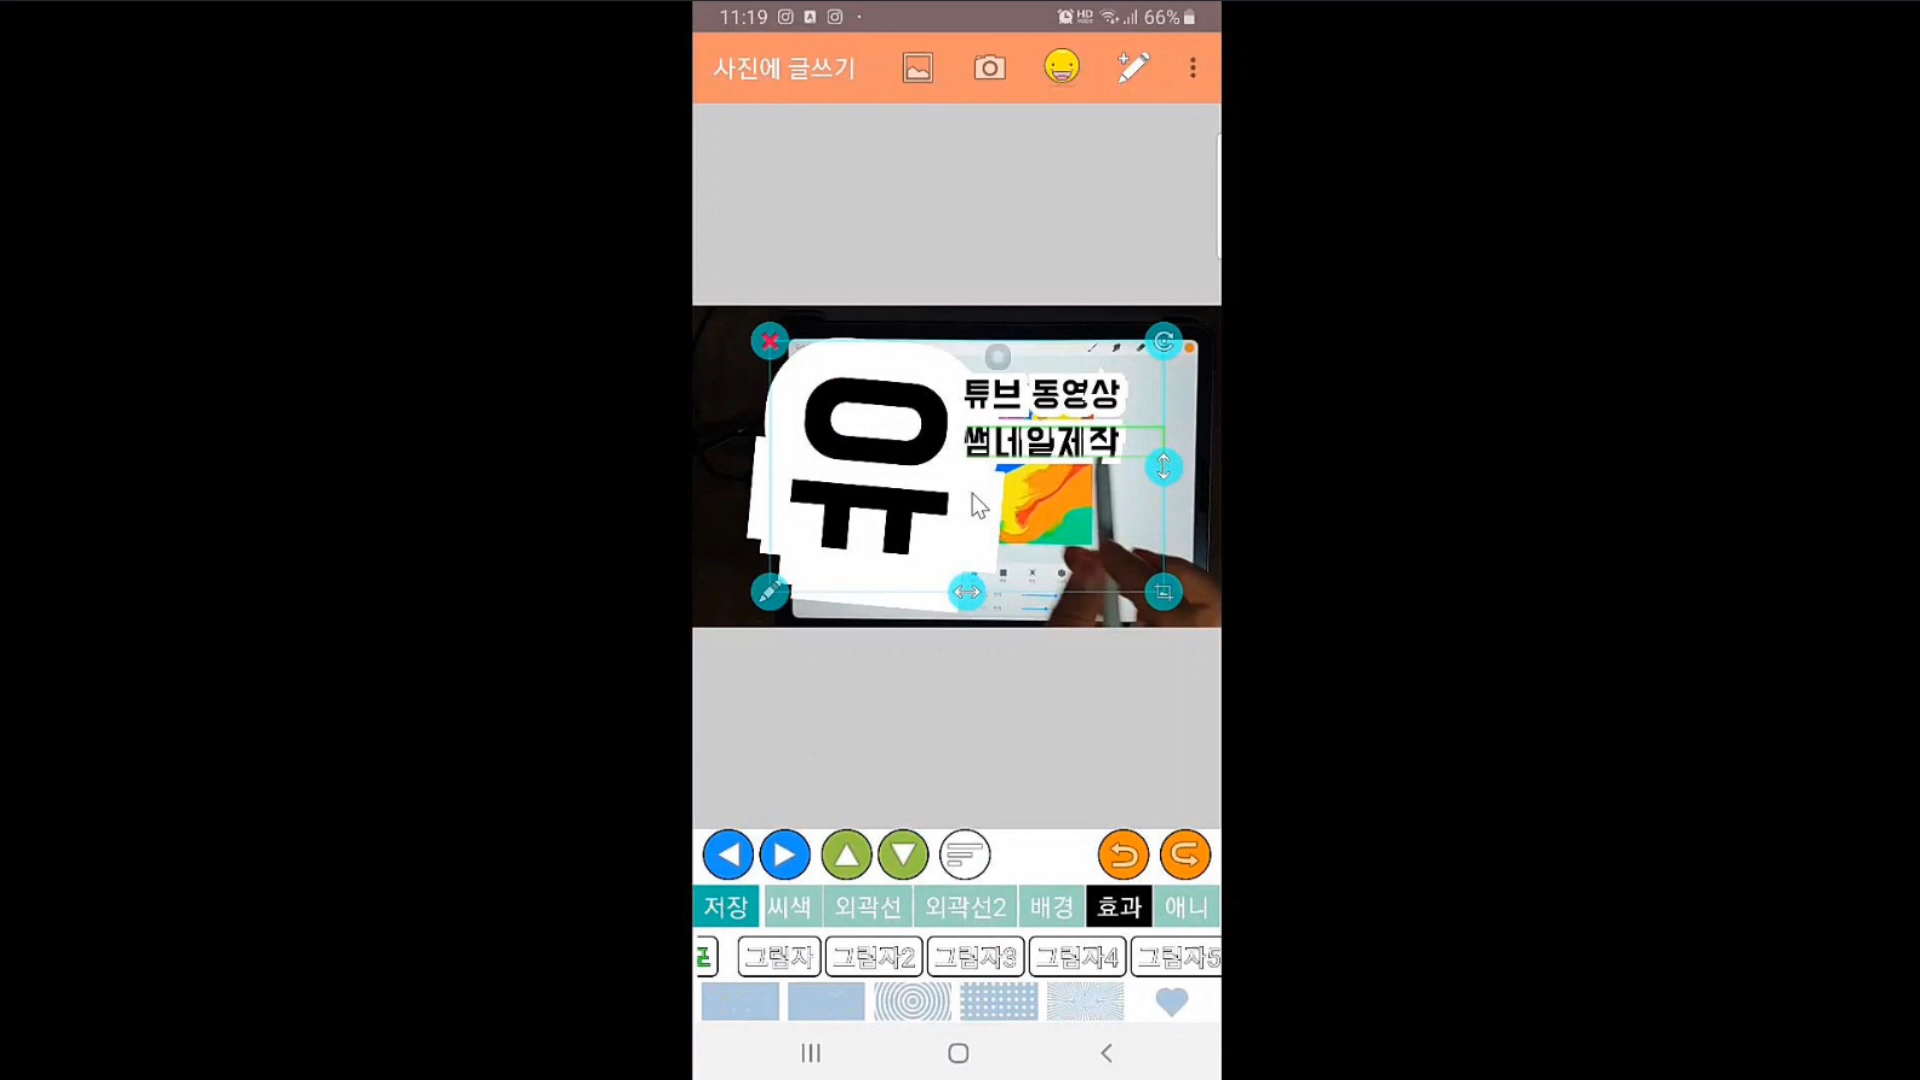 11:19
HD
66%
사진에 글쓰기
유
튜브 동영상
썸네일제작
저장
씨색
외곽선
외곽선2
배경
효과
애니
그림자
그림자2
그림자3
그림자4
그림자5